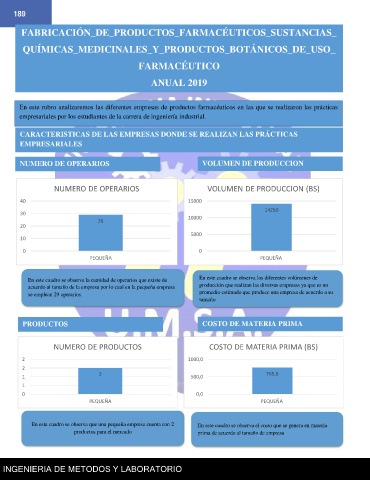 189
FABRICACIÓN_DE_PRODUCTOS_FARMACÉUTICOS_SUSTANCIAS_
QUÍMICAS_MEDICINALES_Y_PRODUCTOS_BOTÁNICOS_DE_USO_
FARMACÉUTICO
ANUAL 2019
En este rubro analizaremos las diferentes empresas de productos farmacéuticos en las que se realizaron las prácticas
empresariales por los estudiantes de la carrera de ingeniería industrial.
CARACTERISTICAS DE LAS EMPRESAS DONDE SE REALIZAN LAS PRÁCTICAS
EMPRESARIALES
NUMERO DE OPERARIOS
VOLUMEN DE PRODUCCION
NUMERO DE OPERARIOS
40
30
20
10
0
PEQUEÑA
VOLUMEN DE PRODUCCION (BS)
15000
10000
5000
0
14250
PEQUEÑA
En este cuadro se observa la cantidad de operarios que existe de
acuerdo al tamaño de la empresa por lo cual en la pequeña empresa
se emplean 29 operarios.
En este cuadro se observa los diferentes volúmenes de
producción que realizan las diversas empresas ya que es un
promedio estimado que produce una empresa de acuerdo a su
tamaño
PRODUCTOS
COSTO DE MATERIA PRIMA
NUMERO DE PRODUCTOS
2
2
1
1
0
2
PEQUEÑA
COSTO DE MATERIA PRIMA (BS)
1000,0
500,0
0,0
PEQUEÑA
En este cuadro se observa que una pequeña empresa cuenta con 2
productos para el mercado
En este cuadro se observa el costo que se genera en materia
prima de acuerdo al tamaño de empresa
U.M.S.A.
INGENIERIA DE METODOS Y LABORATORIO